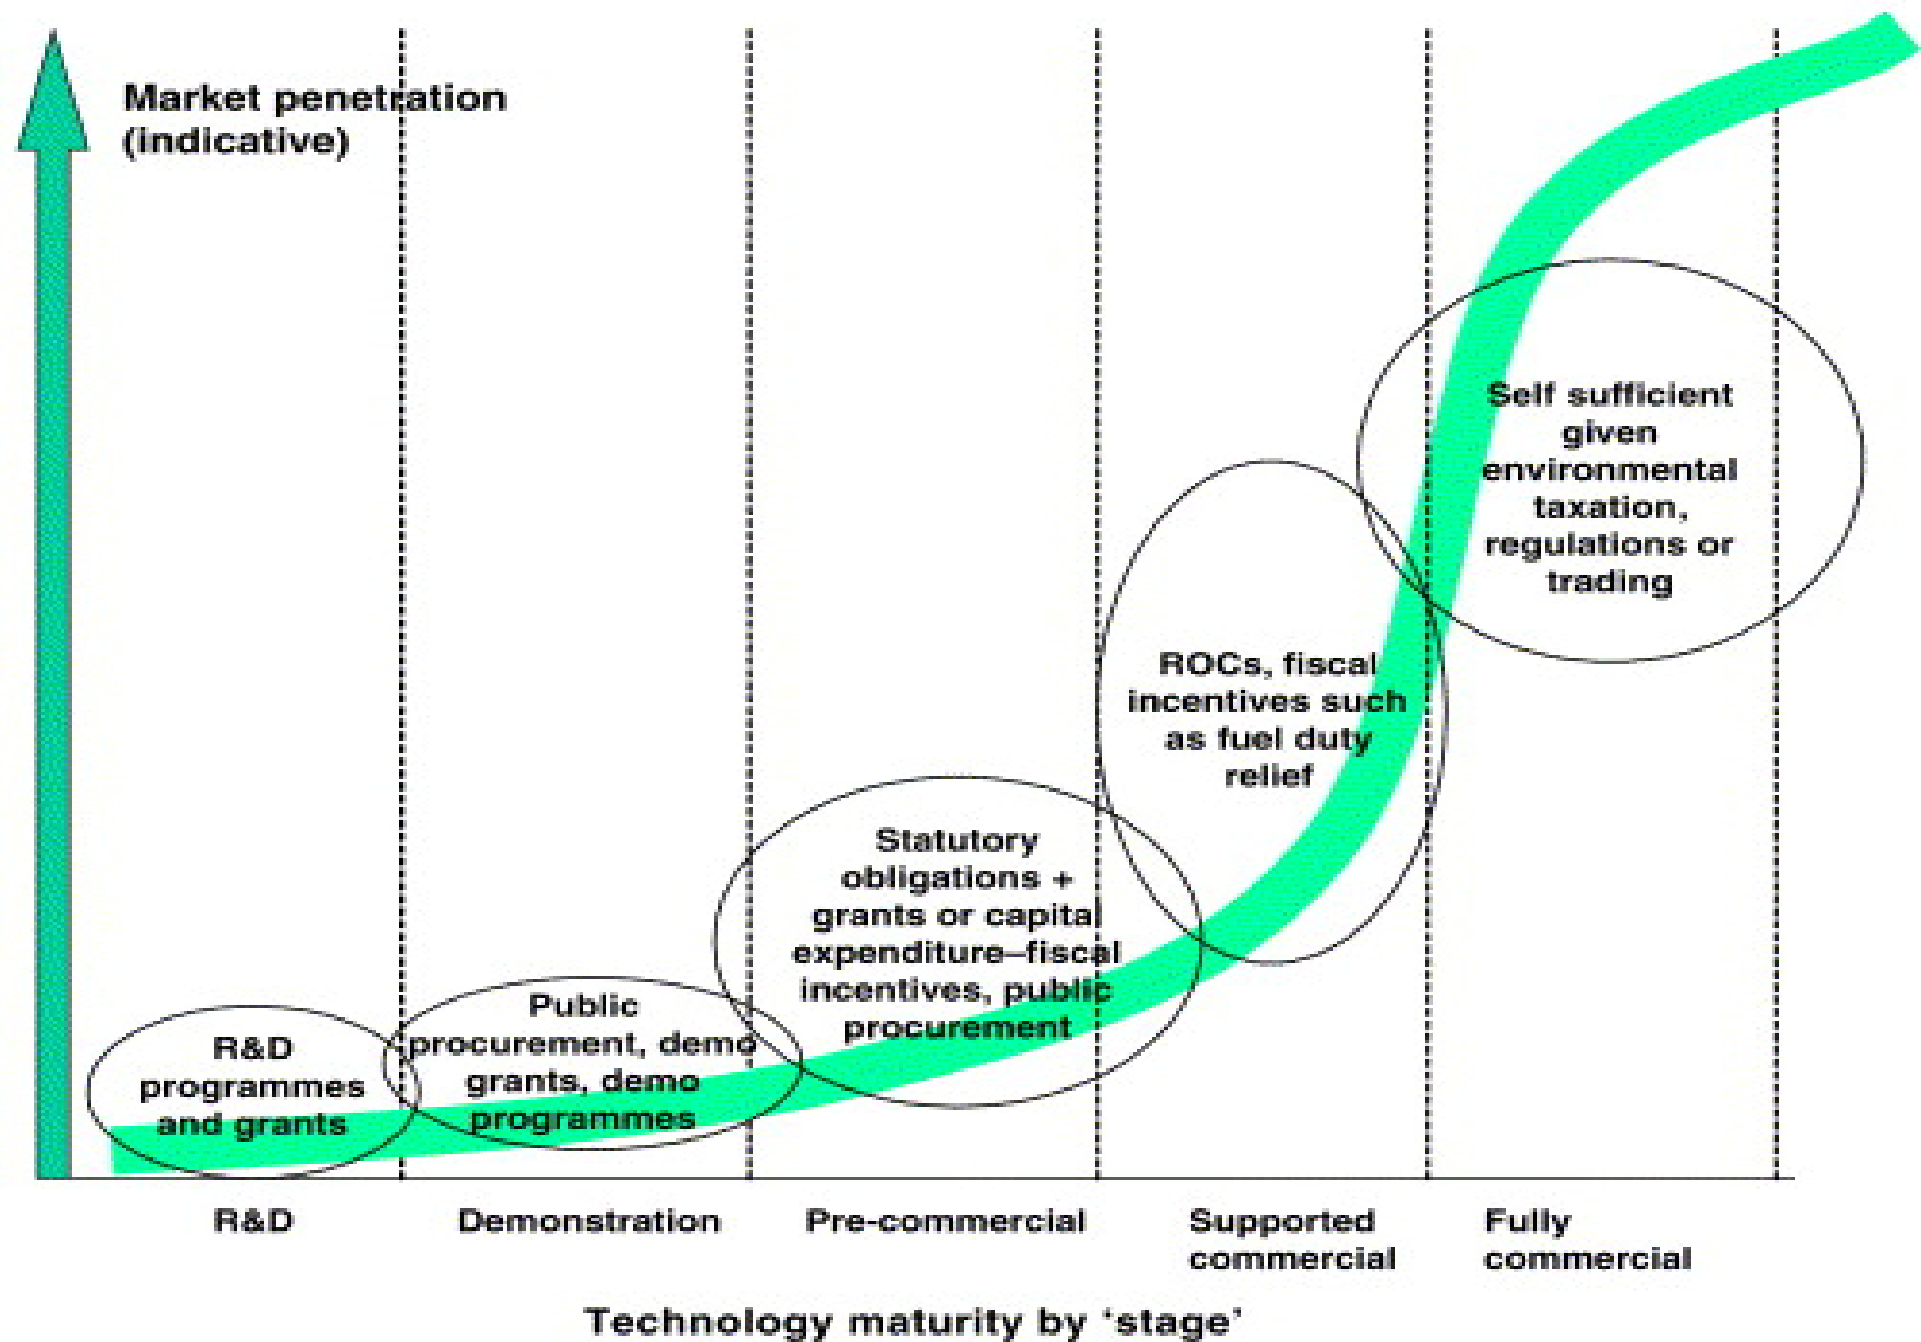 Market penetration
(indicative)
Self sufficient
given
environmental
taxation,
regulations or
trading
ROCs, fiscal
incentives such
as fuel duty
relief
Statutory
obligations +
grants or capital
expenditure–fiscal
incentives, public
procurement
Public
procurement, demo
grants, demo
programmes
R&D
programmes
and grants
R&D
Demonstration
Pre-commercial
Supported
commercial
Fully
commercial
Technology maturity by ‘stage’